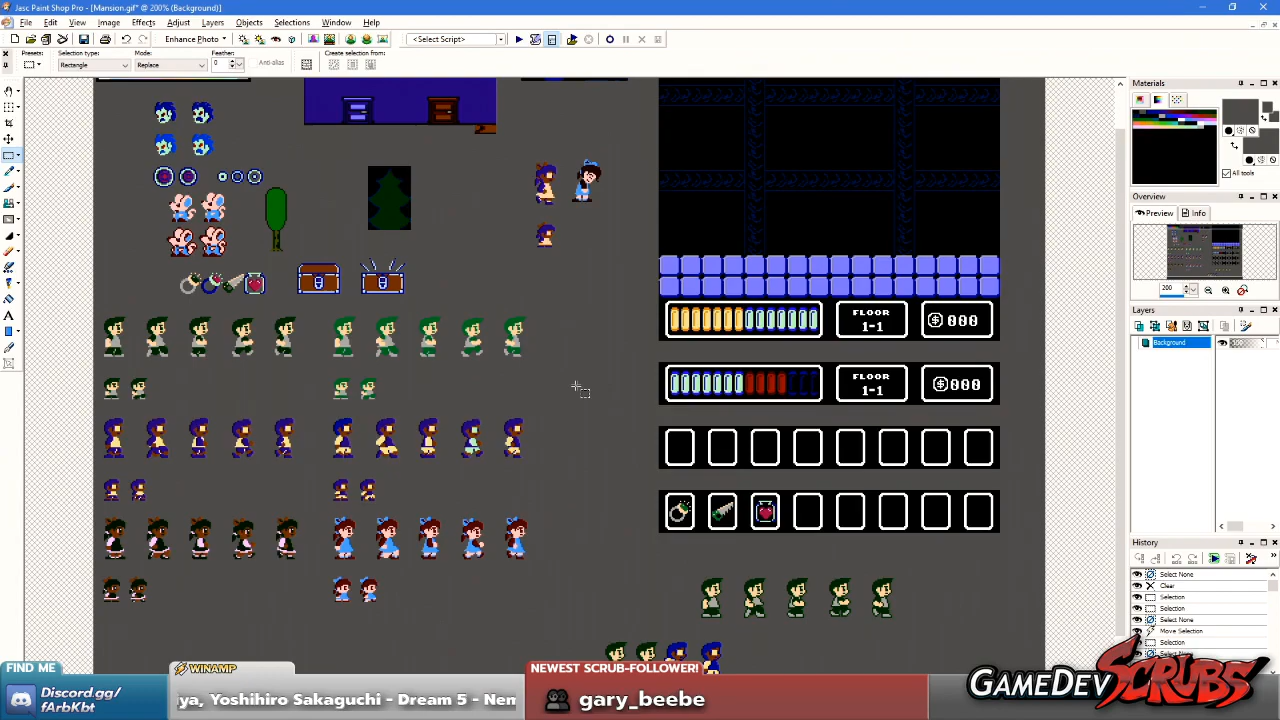 Jasc Paint Shop Pro - Mansion.gif* @ 200% (Background)
File Edit View Image Effects Adjust Layers Objects Selections Window Help
Enhance Photo <Select Script>
Presets: Selection type: Mode: Feather: Create selection from:
Rectangle Replace 0 Anti-alias
Materials
All tools
Overview
Preview Info
200
Layers
Background
100
History
Select None
Clear
Selection
Selection
Select None
Move Selection
Selection
FLOOR
1-1
$000
FLOOR
1-1
$000
FIND ME
Discord.gg/
fArbKbt
WINAMP
ya, Yoshihiro Sakaguchi - Dream 5 - Nem
NEWEST SCRUB-FOLLOWER!
gary_beebe
GAMEDEV SCRUBS